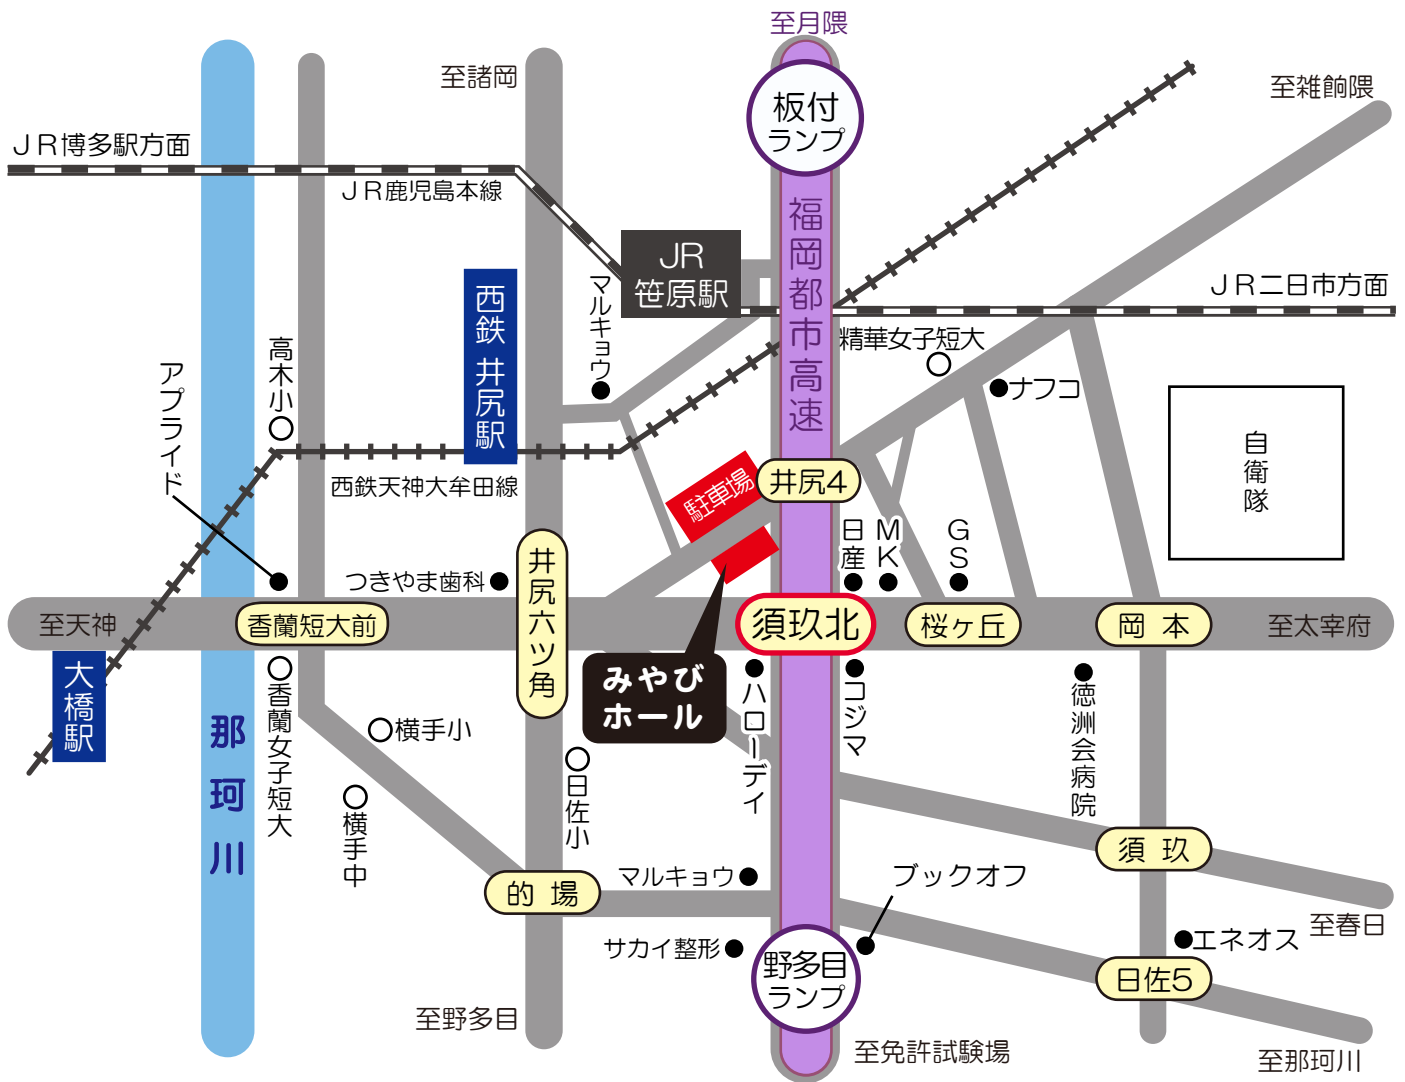 至月隈
至諸岡
板付
ランプ
至雑餉隈
JR博多駅方面
JR鹿児島本線
福岡都市高速
JR
笹原駅
マルキョウ
西鉄 井尻駅
JR二日市方面
精華女子短大
高木小
アプライド
ナフコ
自衛隊
西鉄天神大牟田線
駐車場
井尻4
日産
MK
GS
井尻六ツ角
つきやま歯科
至天神
香蘭短大前
須玖北
桜ヶ丘
岡本
至太宰府
大橋駅
みやび
ホール
香蘭女子短大
横手小
横手中
那珂川
日佐小
ハローデイ
コジマ
徳洲会病院
須玖
マルキョウ
ブックオフ
的場
至春日
サカイ整形
野多目
ランプ
エネオス
日佐5
至野多目
至免許試験場
至那珂川